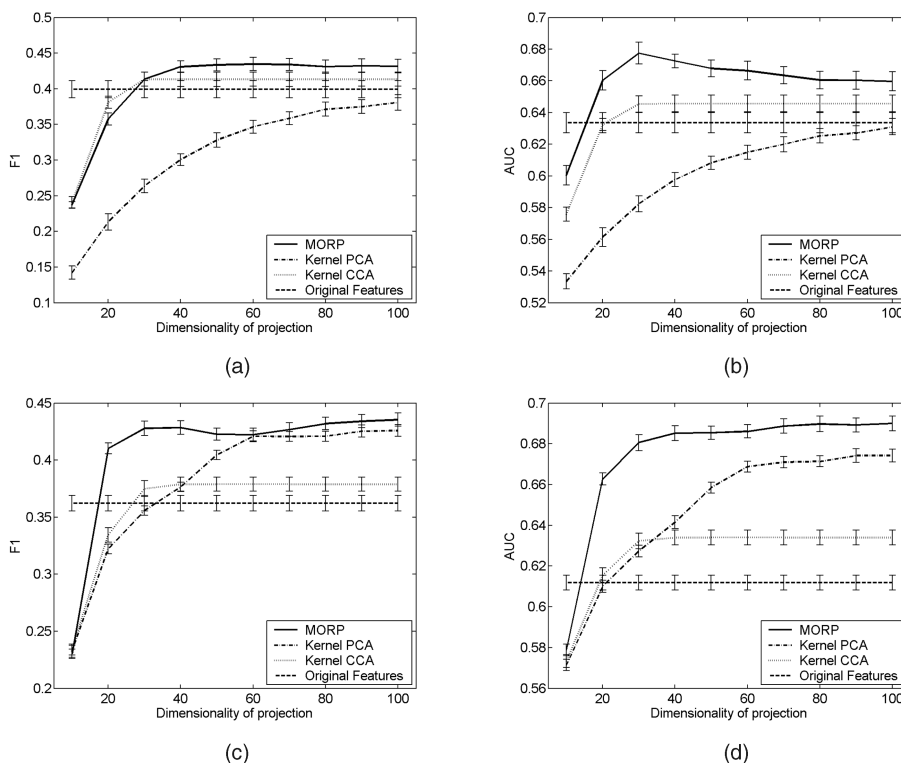 0.5
0.45
0.4
0.35
0.3
0.25
0.2
0.15
0.1
F1
20 40 60 80 100
Dimensionality of projection
MORP
Kernel PCA
Kernel CCA
Original Features
(a)
0.7
0.68
0.66
0.64
0.62
0.6
0.58
0.56
0.54
0.52
AUC
20 40 60 80 100
Dimensionality of projection
MORP
Kernel PCA
Kernel CCA
Original Features
(b)
0.45
0.4
0.35
0.3
0.25
0.2
F1
20 40 60 80 100
Dimensionality of projection
MORP
Kernel PCA
Kernel CCA
Original Features
(c)
0.7
0.68
0.66
0.64
0.62
0.6
0.58
0.56
AUC
20 40 60 80 100
Dimensionality of projection
MORP
Kernel PCA
Kernel CCA
Original Features
(d)